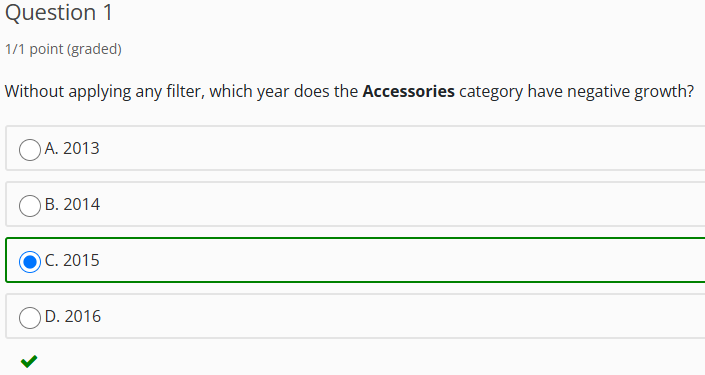 Question 1
1/1 point (graded)
Without applying any filter, which year does the Accessories category have negative growth?
A. 2013
B. 2014
C. 2015
D. 2016